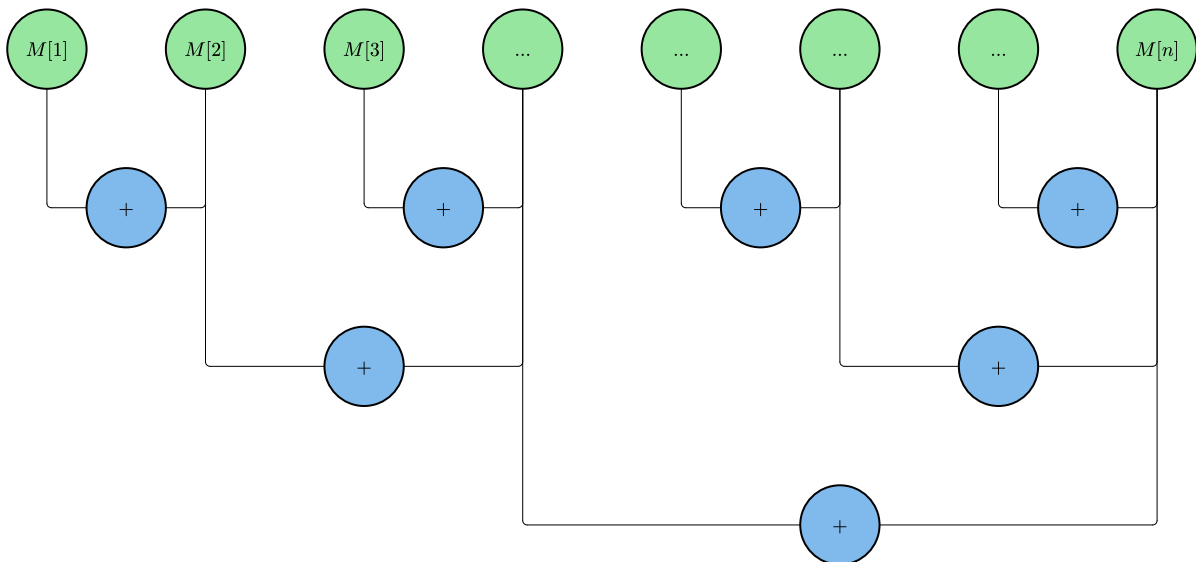 M[1] M[2] M[3] ... ... ... ... M[n]
+ + + +
+ +
+